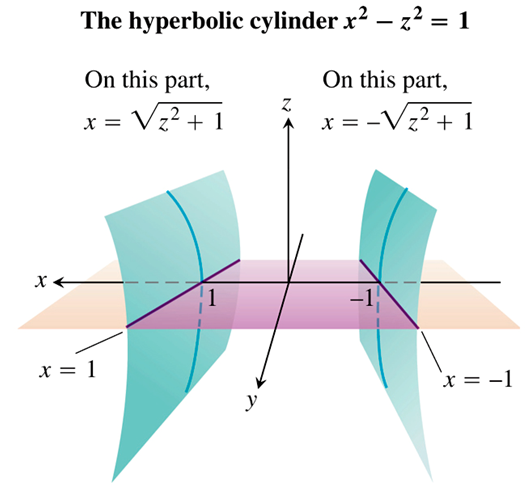 The hyperbolic cylinder x² − z² = 1
On this part,
x = √(z² + 1)
On this part,
x = −√(z² + 1)
z
x
1
−1
x = 1
y
x = −1